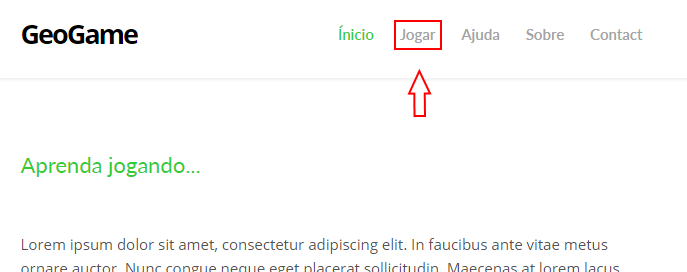 GeoGame Ínicio Jogar Ajuda Sobre Contact
Aprenda jogando...
Lorem ipsum dolor sit amet, consectetur adipiscing elit. In faucibus ante vitae metus
ornare auctor. Nunc congue neque eget placerat sollicitudin. Maecenas at lorem lacus.